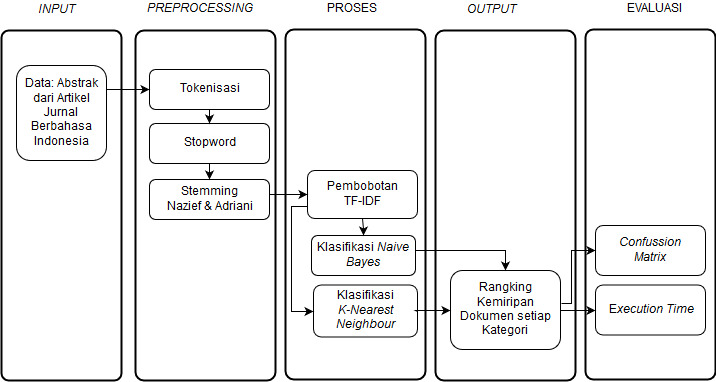 INPUT
PREPROCESSING
PROSES
OUTPUT
EVALUASI
Data: Abstrak
dari Artikel
Jurnal
Berbahasa
Indonesia
Tokenisasi
Stopword
Stemming
Nazief & Adriani
Pembobotan
TF-IDF
Klasifikasi Naive
Bayes
Klasifikasi
K-Nearest
Neighbour
Rangking
Kemiripan
Dokumen setiap
Kategori
Confussion
Matrix
Execution Time